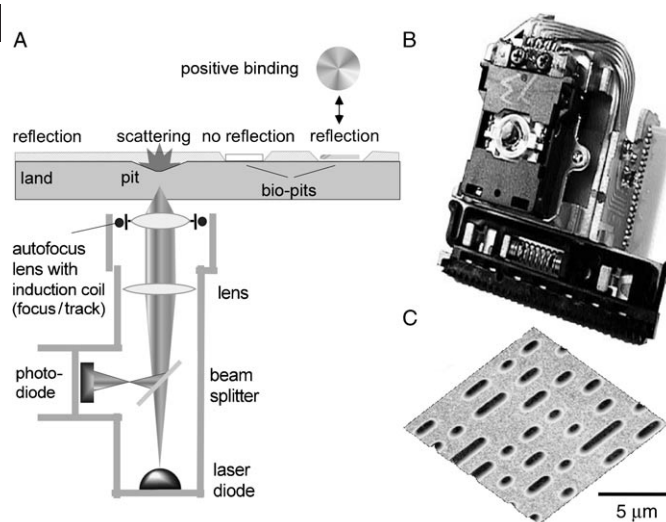 A
positive binding
reflection
scattering
no reflection
reflection
land
pit
bio-pits
autofocus
lens with
induction coil
(focus/track)
lens
photo-
diode
beam
splitter
laser
diode
B
C
5 μm